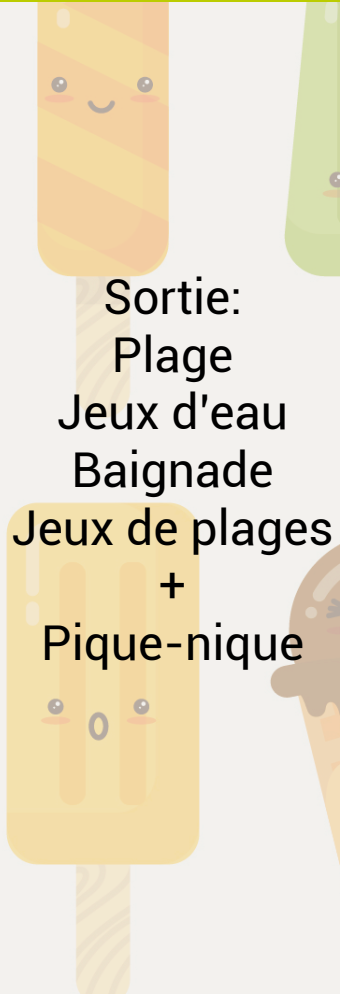 Sortie:
Plage
Jeux d'eau
Baignade
Jeux de plages
+
Pique-nique